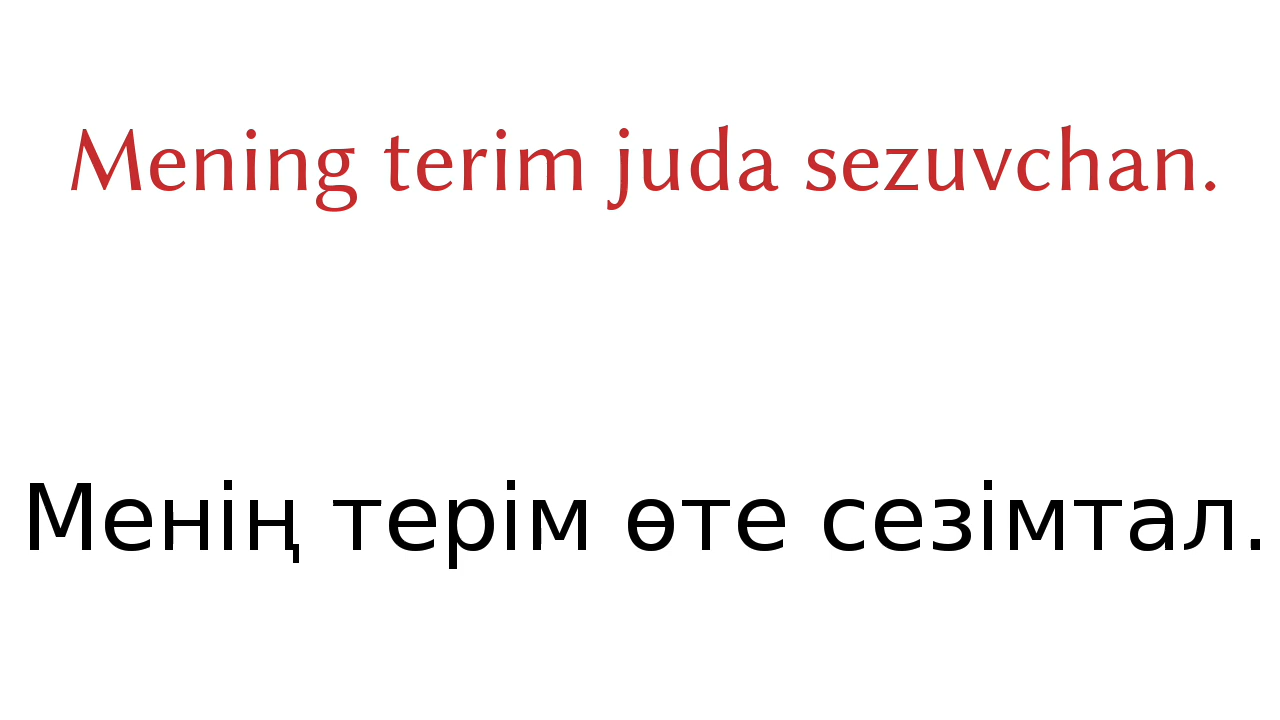 Mening terim juda sezuvchan.
Менің терім өте сезімтал.